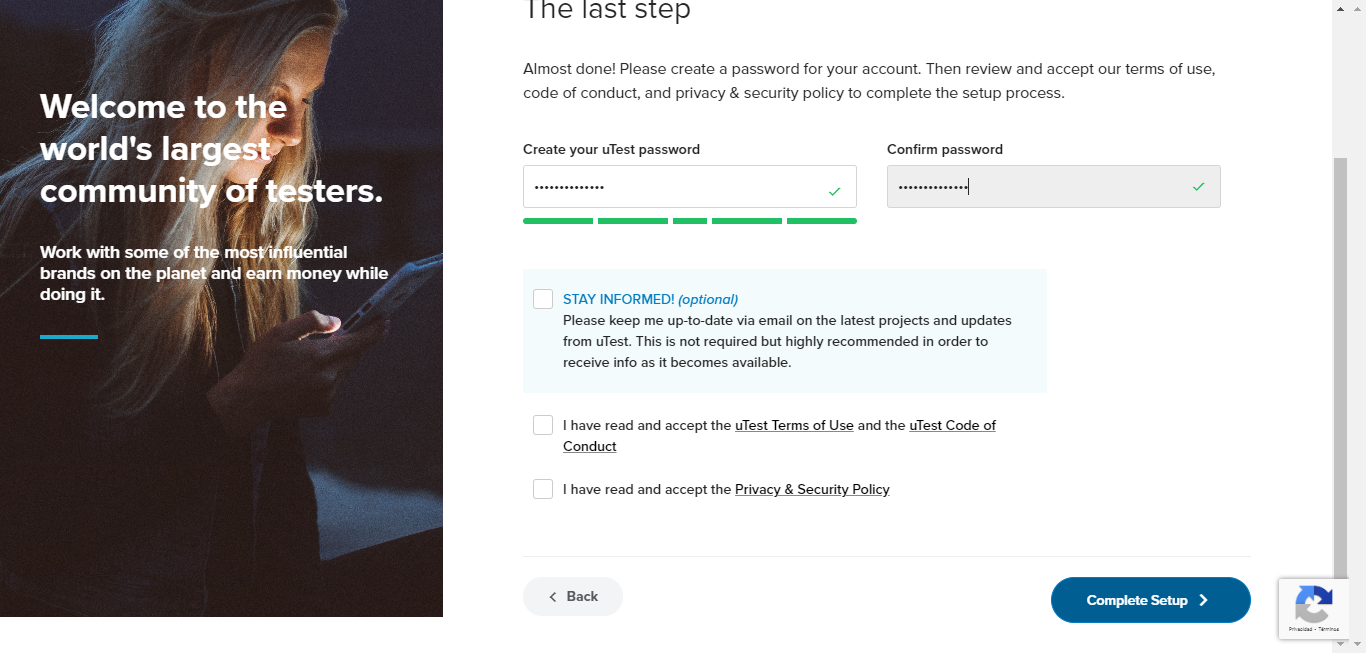 The last step
Almost done! Please create a password for your account. Then review and accept our terms of use,
code of conduct, and privacy & security policy to complete the setup process.
Welcome to the
world's largest
community of testers.
Work with some of the most influential
brands on the planet and earn money while
doing it.
Create your uTest password
Confirm password
••••••••••••••
••••••••••••••
STAY INFORMED! (optional)
Please keep me up-to-date via email on the latest projects and updates
from uTest. This is not required but highly recommended in order to
receive info as it becomes available.
I have read and accept the uTest Terms of Use and the uTest Code of
Conduct
I have read and accept the Privacy & Security Policy
Back
Complete Setup
Privacidad - Términos